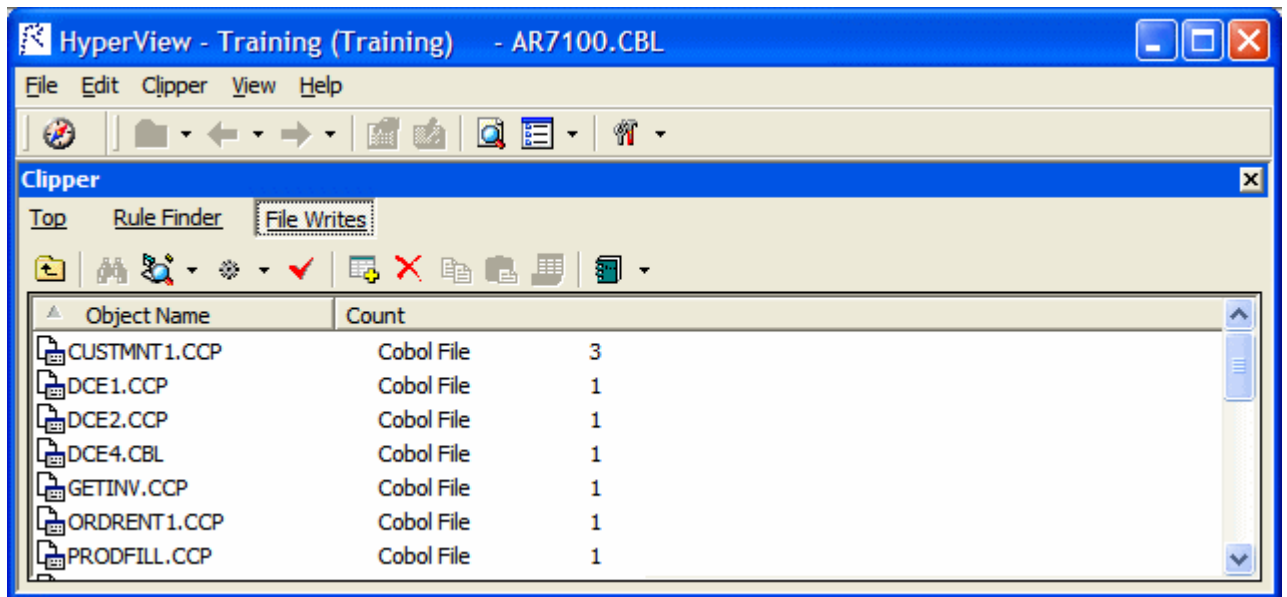 HyperView - Training (Training) - AR7100.CBL
File Edit Clipper View Help
Clipper
Top Rule Finder File Writes
Object Name Count
CUSTMNT1.CCP Cobol File 3
DCE1.CCP Cobol File 1
DCE2.CCP Cobol File 1
DCE4.CBL Cobol File 1
GETINV.CCP Cobol File 1
ORDRENT1.CCP Cobol File 1
PRODFILL.CCP Cobol File 1